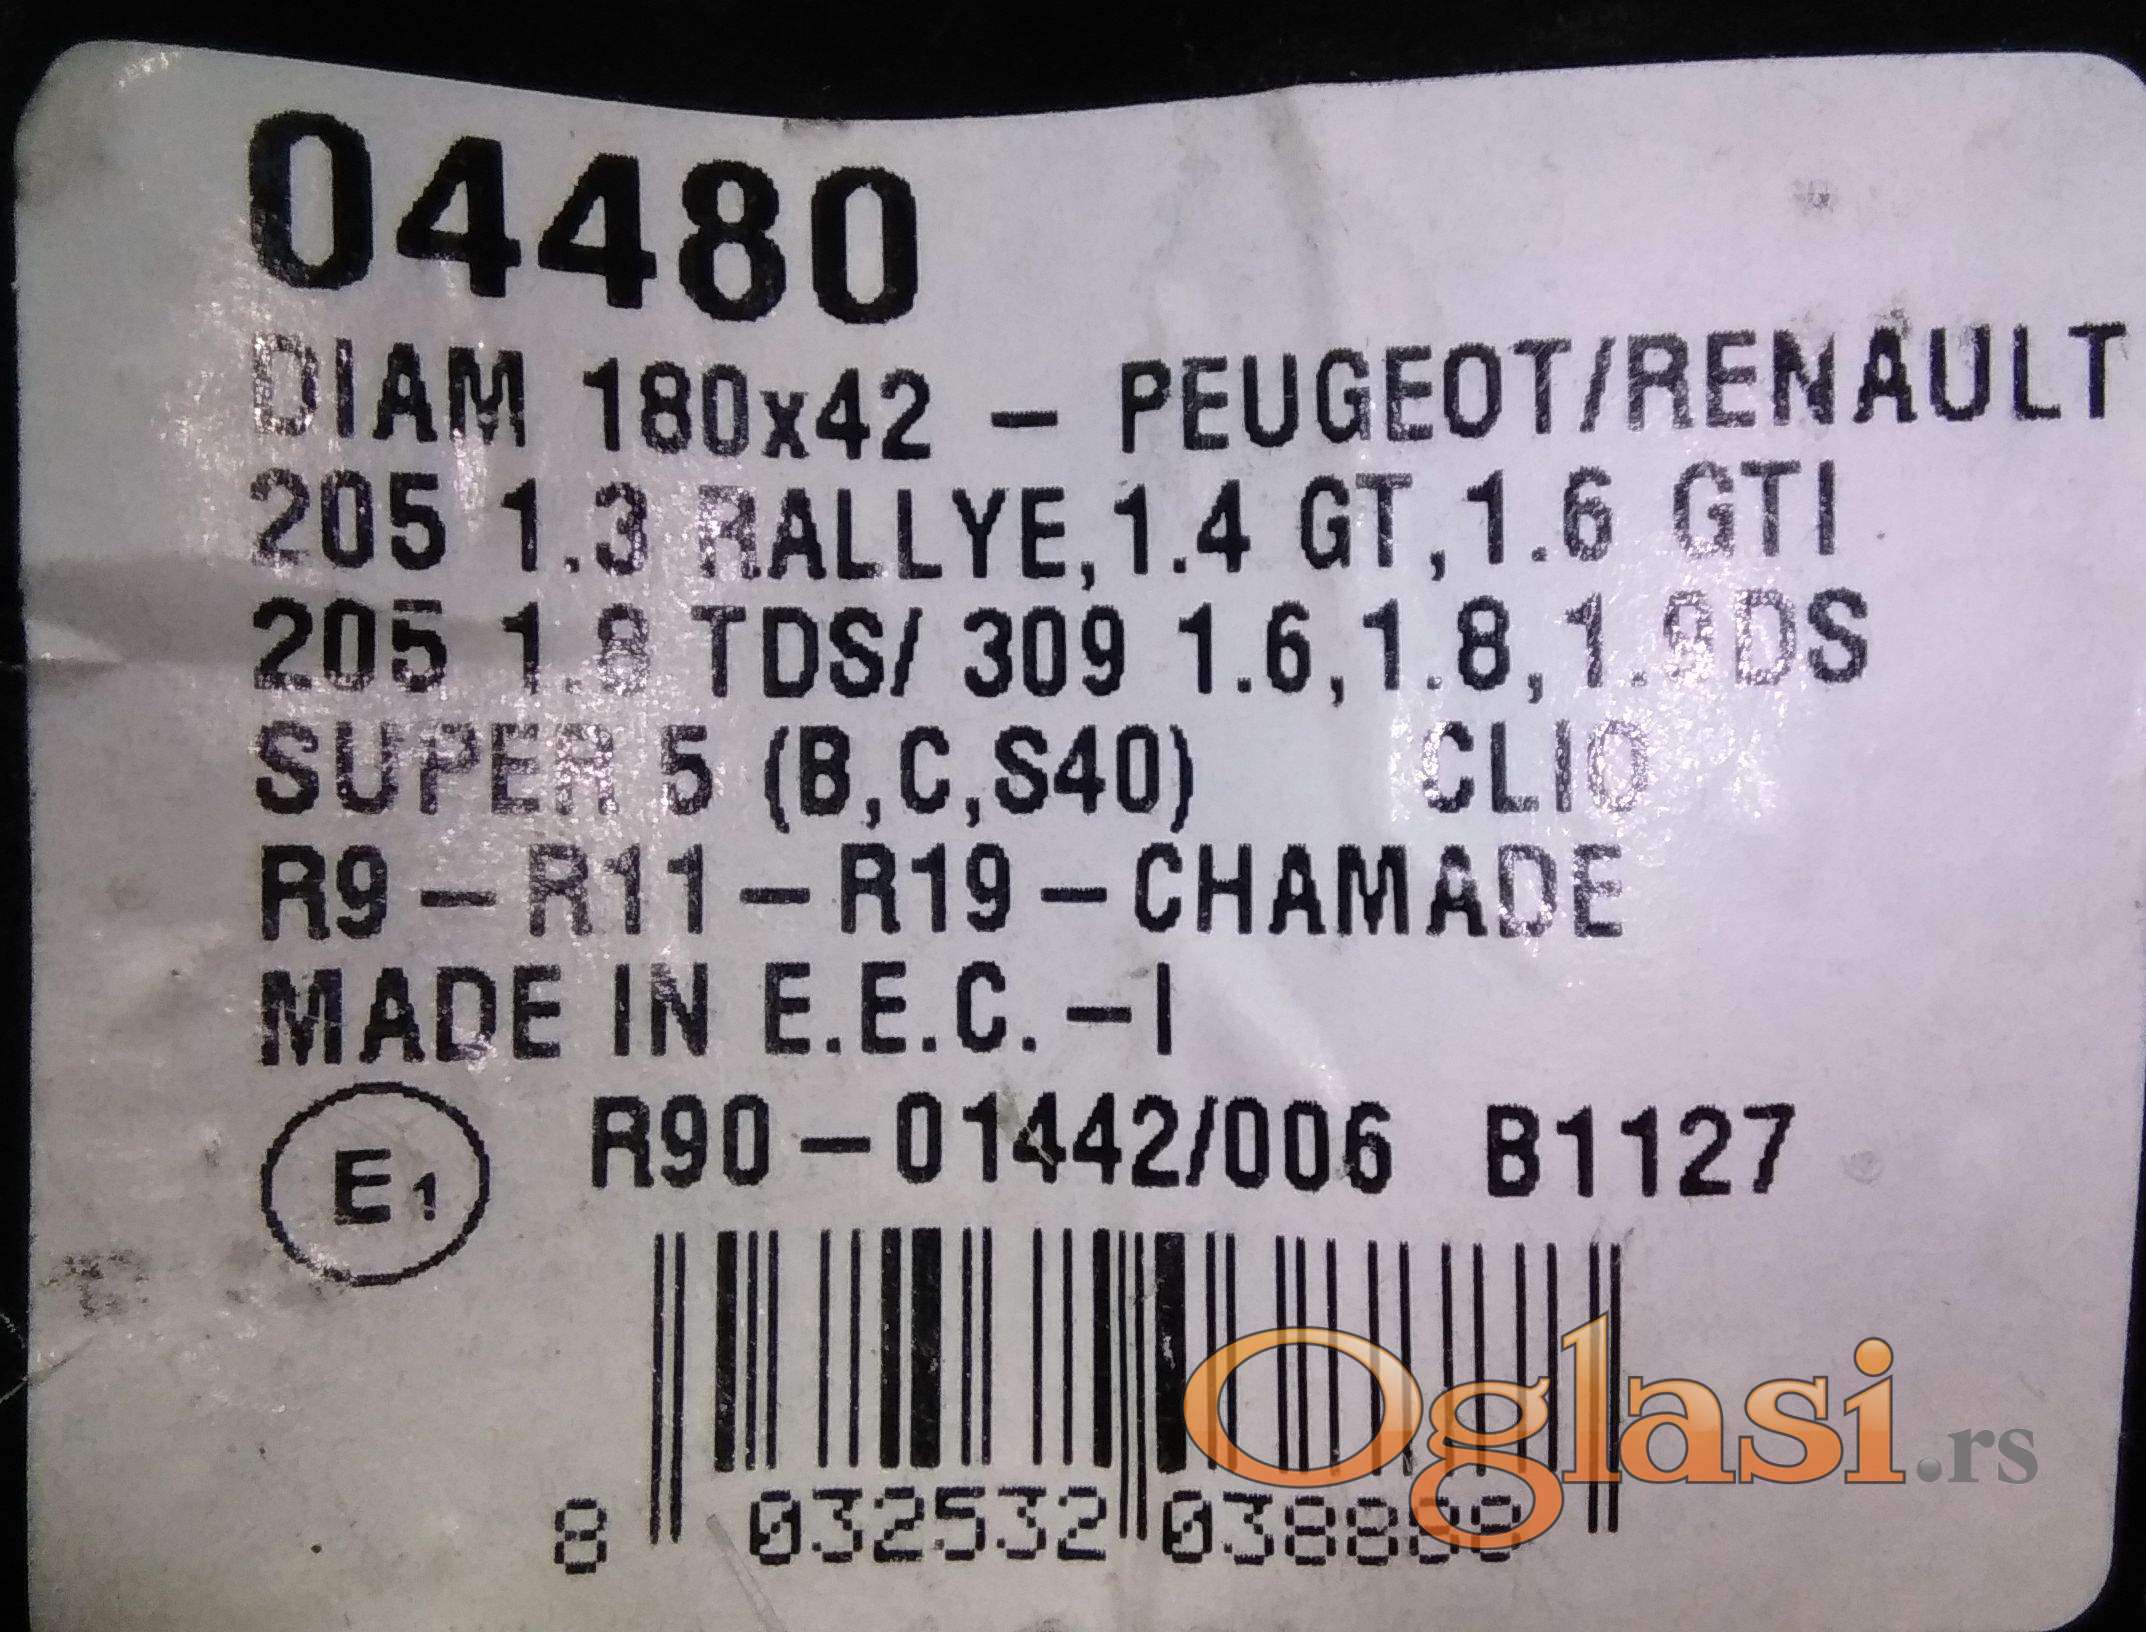 04480
DIAM 180x42 - PEUGEOT/RENAULT
205 1.3 RALLYE,1.4 GT,1.6 GTI
205 1.8 TDS/ 309 1.6,1.8,1.9DS
SUPER 5 (B,C,S40) CLIO
R9-R11-R19-CHAMADE
MADE IN E.E.C.-I
E1 R90-01442/006 B1127
8 032532
Oglasi.rs